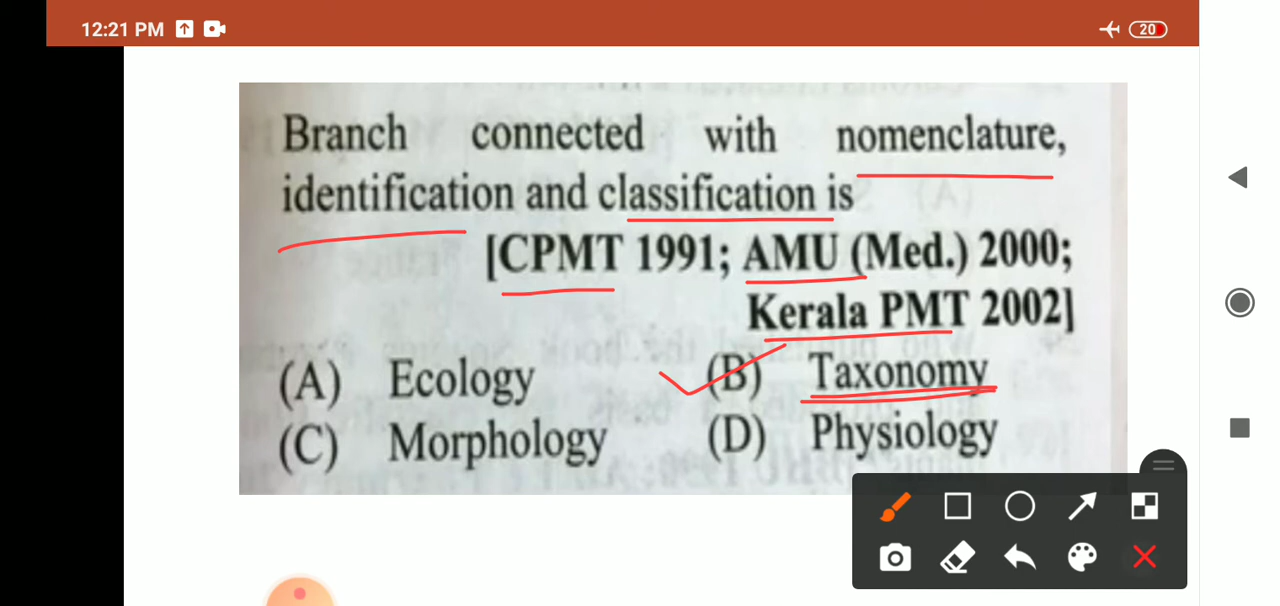 12:21 PM
20
Branch connected with nomenclature,
identification and classification is
[CPMT 1991; AMU (Med.) 2000;
Kerala PMT 2002]
(A) Ecology (B) Taxonomy
(C) Morphology (D) Physiology